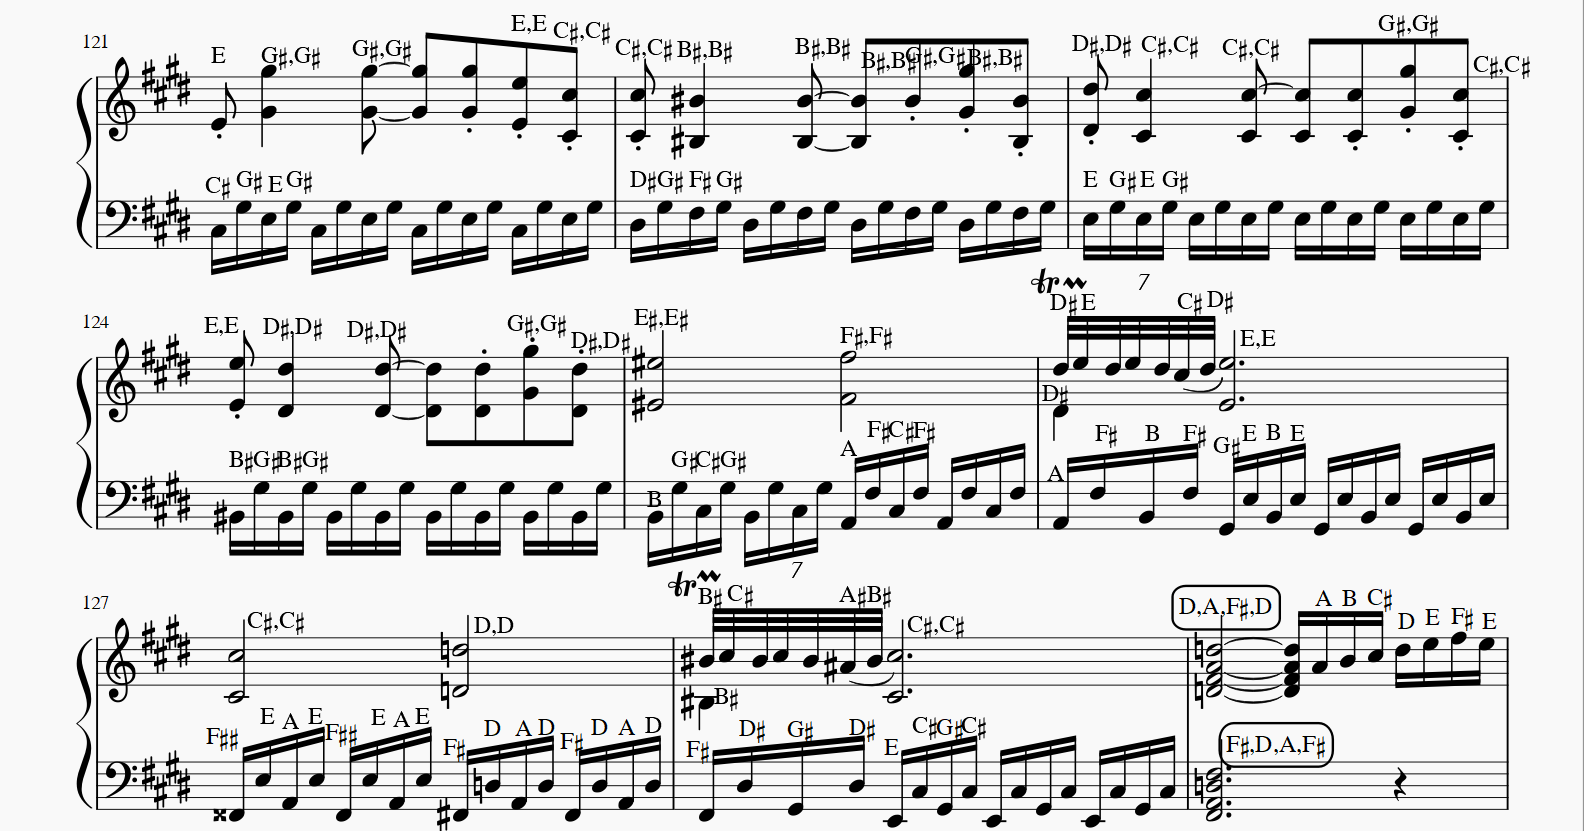 121
E G♯,G♯ G♯,G♯ E,E C♯,C♯ C♯,C♯ B♯,B♯ B♯,B♯ B♯,B♯ G♯,G♯ B♯,B♯ D♯,D♯ C♯,C♯ C♯,C♯ G♯,G♯ C♯,C♯
C♯ G♯ E G♯ D♯ G♯ F♯ G♯ E G♯ E G♯
124
E,E D♯,D♯ D♯,D♯ G♯,G♯ D♯,D♯ E♯,E♯ F♯,F♯ tr 7 D♯ E C♯ D♯ E,E
D♯
B♯ G♯ B♯ G♯ B G♯ C♯ G♯ A F♯ C♯ F♯ A F♯ B F♯ G♯ E B E
7
127
C♯,C♯ D,D tr B♯ C♯ A♯ B♯ C♯,C♯ D,A,F♯,D A B C♯ D E F♯ E
B♯
F♯♯ E A E F♯♯ E A E F♯ D A D F♯ D A D F♯ D♯ G♯ D♯ E C♯ G♯ C♯ F♯,D,A,F♯